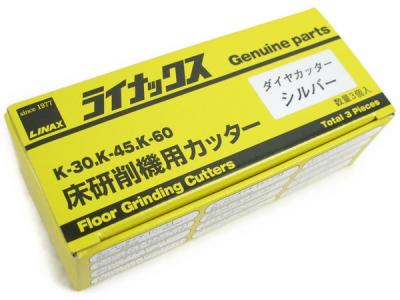 since 1977
LINAX
ライナックス
Genuine parts
ダイヤカッター
シルバー
数量3個入
Total 3 Pieces
K-30,K-45,K-60
床研削機用カッター
Floor Grinding Cutters